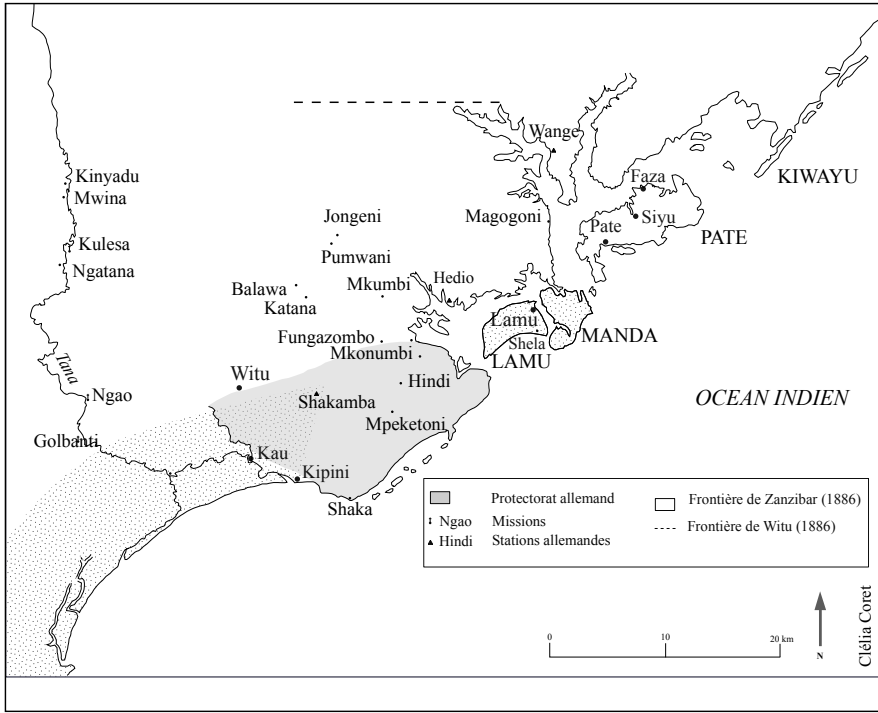 Wange
KIWAYU
Faza
Kinyadu
Mwina
Siyu
Magogoni
Jongeni
Pate
PATE
Kulesa
Pumwani
Ngatana
Hedio
Balawa
Mkumbi
Katana
Lamu
MANDA
Fungazombo
Shela
Mkonumbi
LAMU
Tana
Witu
Hindi
Ngao
Shakamba
OCEAN INDIEN
Mpeketoni
Golbanti
Kau
Kipini
Shaka
Protectorat allemand
Ngao Missions
Hindi Stations allemandes
Frontière de Zanzibar (1886)
Frontière de Witu (1886)
0 10 20 km
N
Clélia Coret